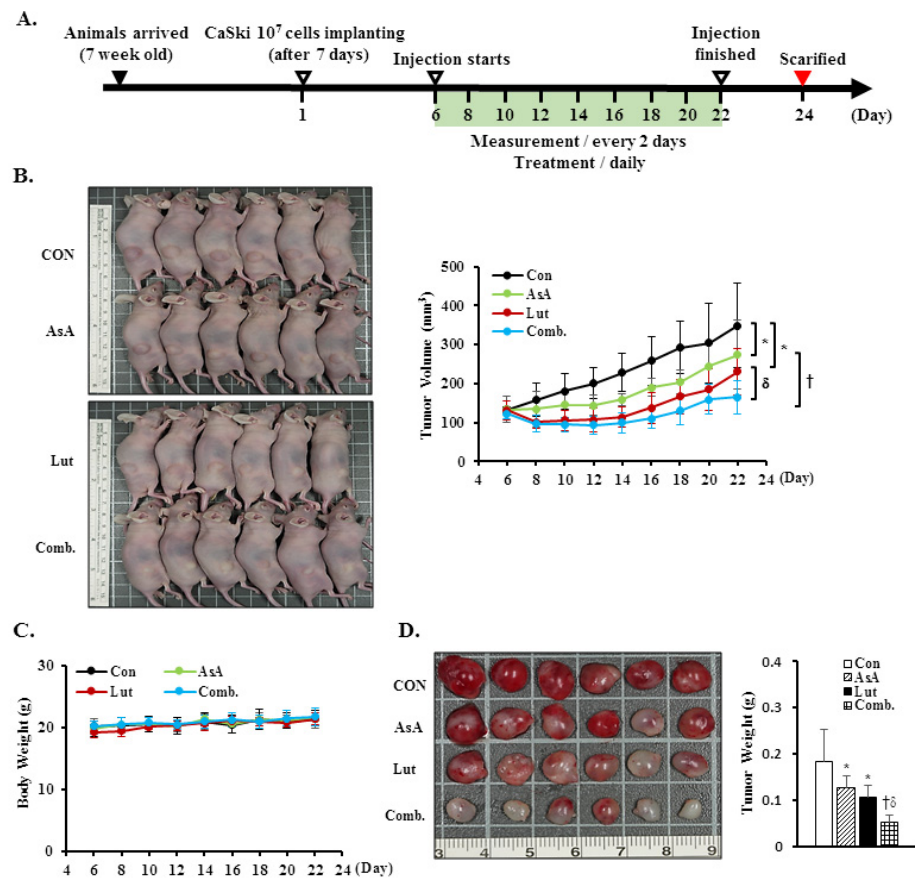 A.
Animals arrived
(7 week old)
CaSki 10⁷ cells implanting
(after 7 days)
Injection starts
Injection
finished
Scarified
1
6 8 10 12 14 16 18 20 22
24
(Day)
Measurement / every 2 days
Treatment / daily
B.
CON
AsA
Lut
Comb.
Tumor Volume (mm³)
500
400
300
200
100
0
Con
AsA
Lut
Comb.
*
*
δ
†
4 6 8 10 12 14 16 18 20 22 24 (Day)
C.
Body Weight (g)
30
20
10
0
Con AsA
Lut Comb.
4 6 8 10 12 14 16 18 20 22 24 (Day)
D.
CON
AsA
Lut
Comb.
3 4 5 6 7 8 9
Tumor Weight (g)
0.4
0.3
0.2
0.1
0
Con
AsA
Lut
Comb.
* * †δ